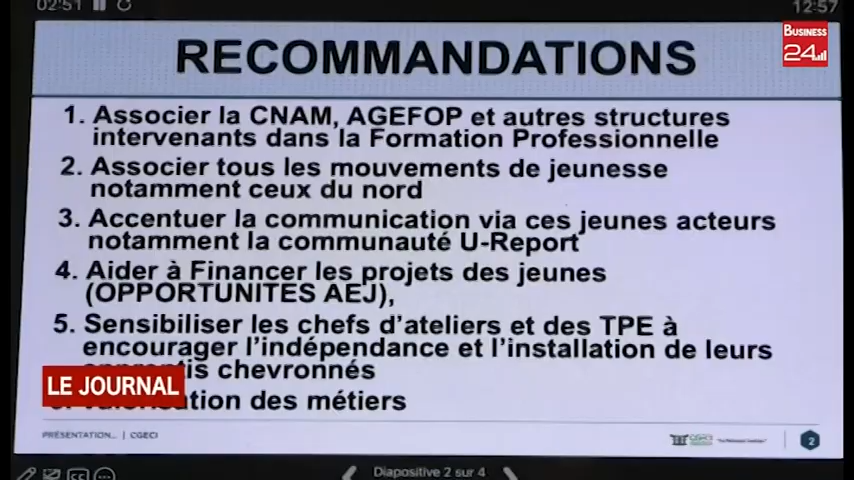 02:51
12:57
BUSINESS
24
RECOMMANDATIONS
1. Associer la CNAM, AGEFOP et autres structures
intervenants dans la Formation Professionnelle
2. Associer tous les mouvements de jeunesse
notamment ceux du nord
3. Accentuer la communication via ces jeunes acteurs
notamment la communauté U-Report
4. Aider à Financer les projets des jeunes
(OPPORTUNITES AEJ),
5. Sensibiliser les chefs d'ateliers et des TPE à
encourager l'indépendance et l'installation de leurs
chevronnés
LE JOURNAL
des métiers
PRÉSENTATION... | CGECI
CGECI
2
Diapositive 2 sur 4